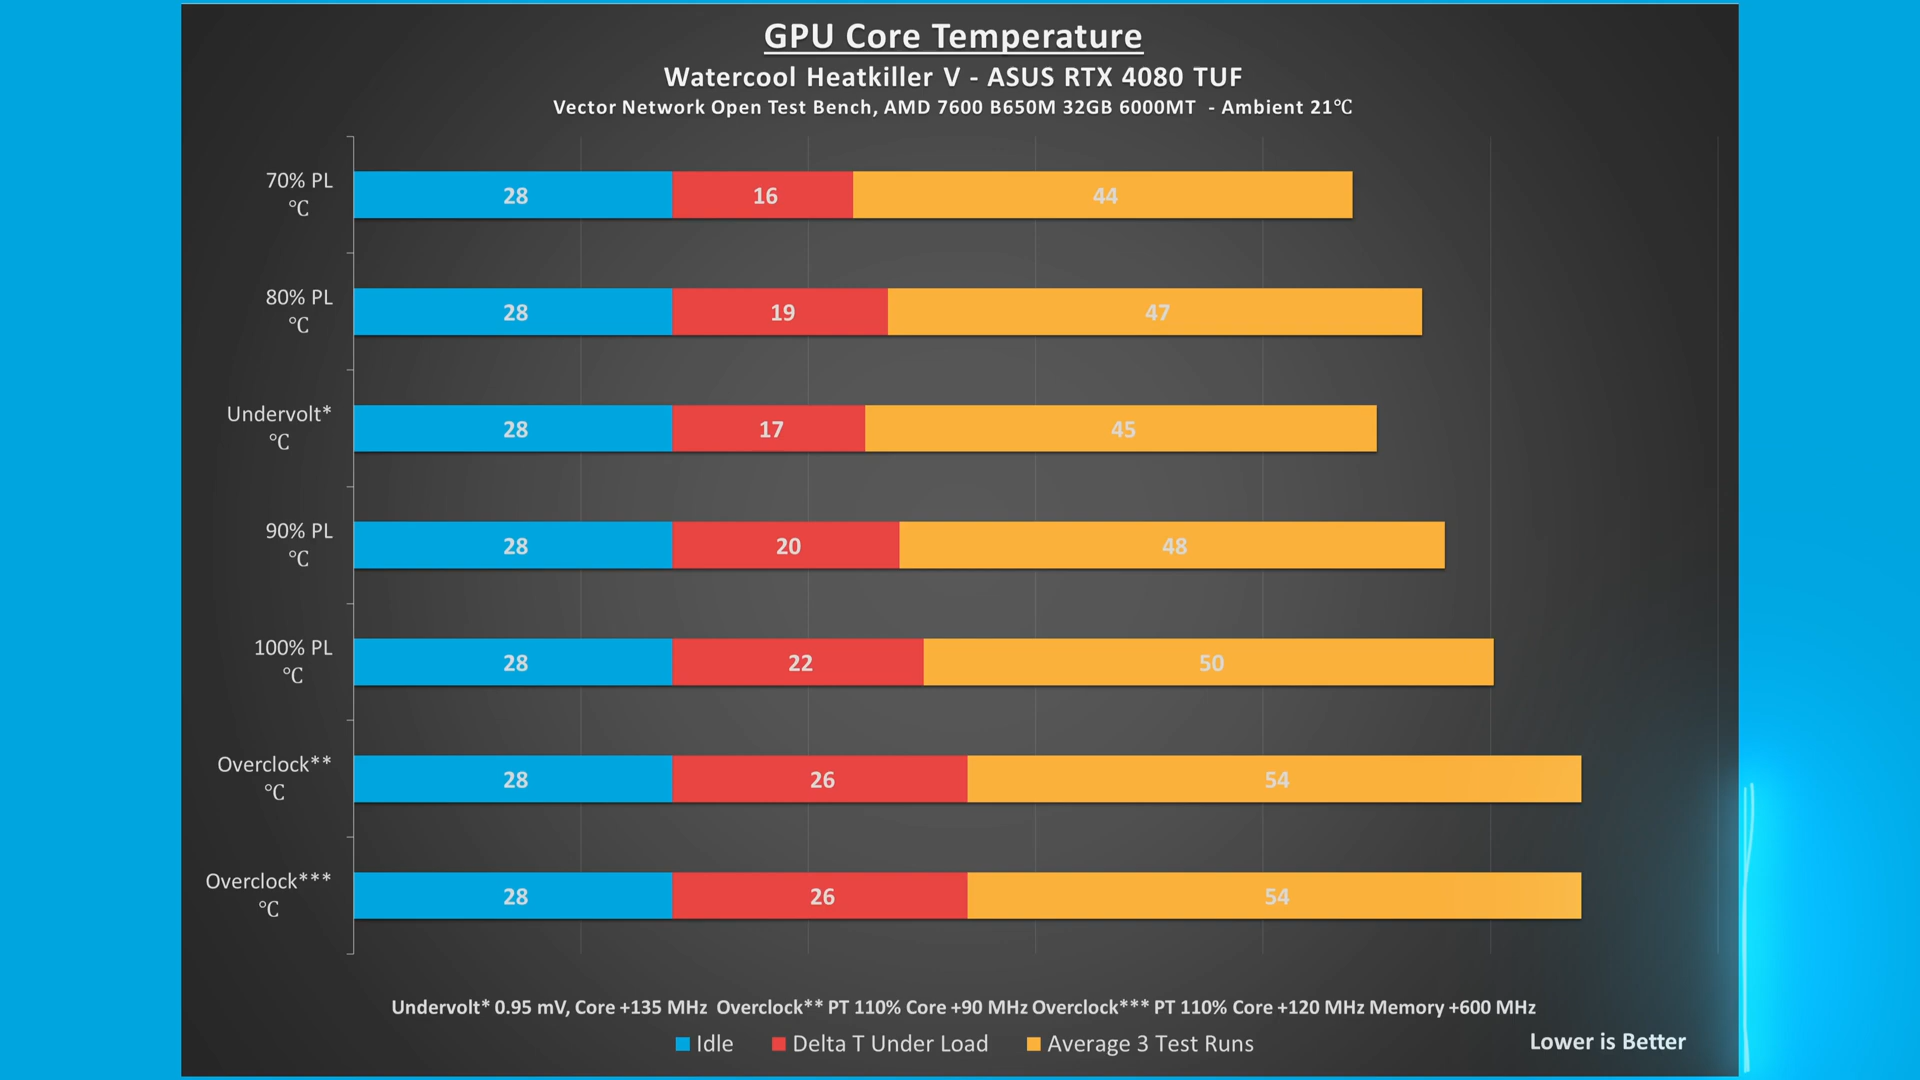 GPU Core Temperature
Watercool Heatkiller V - ASUS RTX 4080 TUF
Vector Network Open Test Bench, AMD 7600 B650M 32GB 6000MT - Ambient 21℃
70% PL
℃
28 16 44
80% PL
℃
28 19 47
Undervolt*
℃
28 17 45
90% PL
℃
28 20 48
100% PL
℃
28 22 50
Overclock**
℃
28 26 54
Overclock***
℃
28 26 54
Undervolt* 0.95 mV, Core +135 MHz Overclock** PT 110% Core +90 MHz Overclock*** PT 110% Core +120 MHz Memory +600 MHz
Idle Delta T Under Load Average 3 Test Runs
Lower is Better